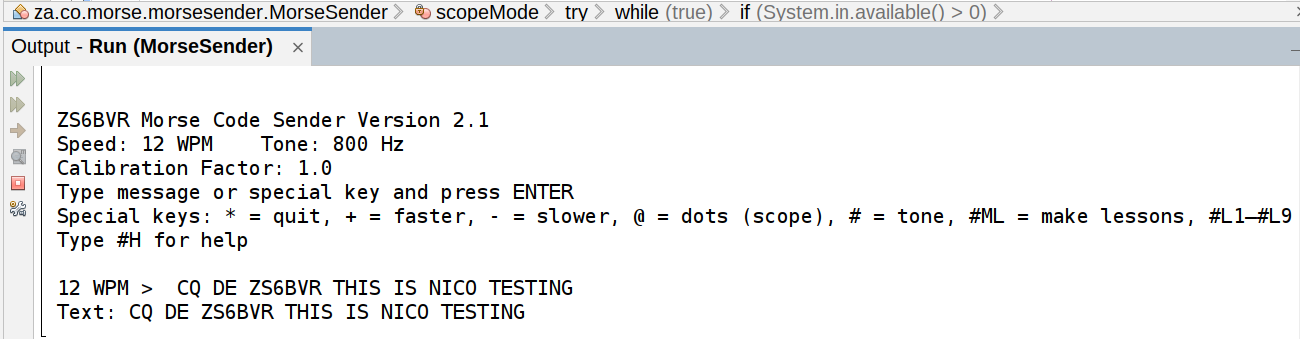 za.co.morse.morsesender.MorseSender scopeMode try while (true) if (System.in.available() > 0)
Output - Run (MorseSender) ×
ZS6BVR Morse Code Sender Version 2.1
Speed: 12 WPM    Tone: 800 Hz
Calibration Factor: 1.0
Type message or special key and press ENTER
Special keys: * = quit, + = faster, - = slower, @ = dots (scope), # = tone, #ML = make lessons, #L1–#L9
Type #H for help
12 WPM >  CQ DE ZS6BVR THIS IS NICO TESTING
Text: CQ DE ZS6BVR THIS IS NICO TESTING